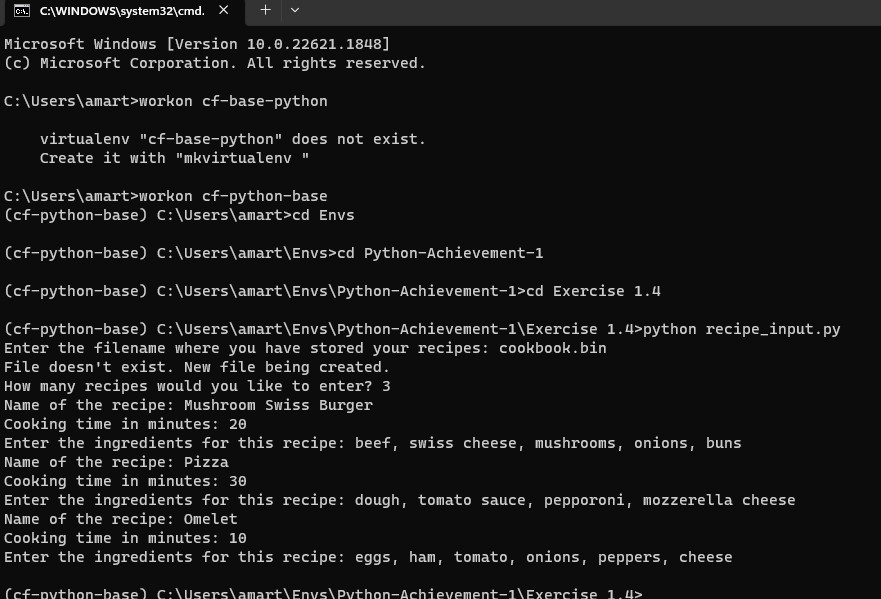 C:\WINDOWS\system32\cmd.
Microsoft Windows [Version 10.0.22621.1848]
(c) Microsoft Corporation. All rights reserved.
C:\Users\amart>workon cf-base-python
virtualenv "cf-base-python" does not exist.
Create it with "mkvirtualenv "
C:\Users\amart>workon cf-python-base
(cf-python-base) C:\Users\amart>cd Envs
(cf-python-base) C:\Users\amart\Envs>cd Python-Achievement-1
(cf-python-base) C:\Users\amart\Envs\Python-Achievement-1>cd Exercise 1.4
(cf-python-base) C:\Users\amart\Envs\Python-Achievement-1\Exercise 1.4>python recipe_input.py
Enter the filename where you have stored your recipes: cookbook.bin
File doesn't exist. New file being created.
How many recipes would you like to enter? 3
Name of the recipe: Mushroom Swiss Burger
Cooking time in minutes: 20
Enter the ingredients for this recipe: beef, swiss cheese, mushrooms, onions, buns
Name of the recipe: Pizza
Cooking time in minutes: 30
Enter the ingredients for this recipe: dough, tomato sauce, pepporoni, mozzerella cheese
Name of the recipe: Omelet
Cooking time in minutes: 10
Enter the ingredients for this recipe: eggs, ham, tomato, onions, peppers, cheese
(cf-python-base) C:\Users\amart\Envs\Python-Achievement-1\Exercise 1.4>